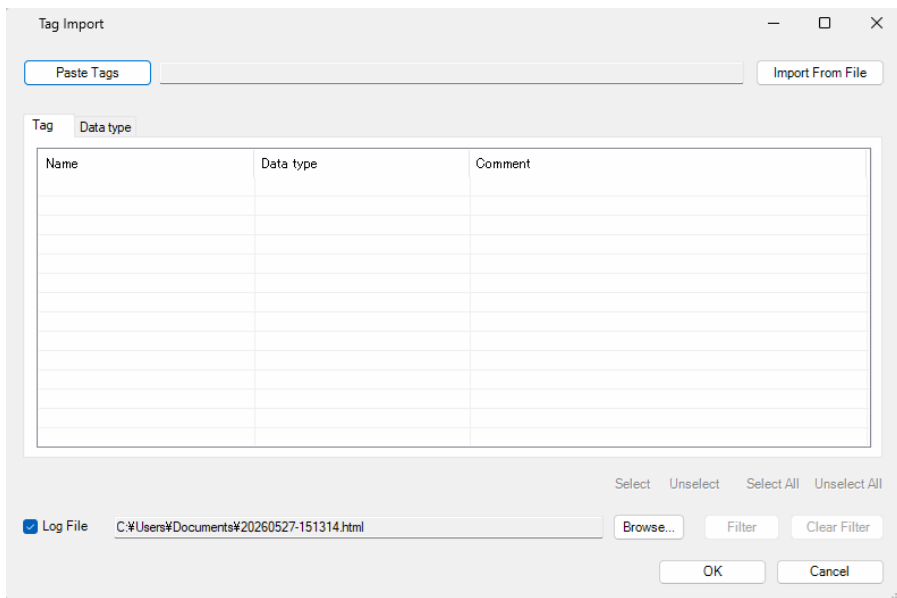 Tag Import
Paste Tags
Import From File
Tag Data type
Name Data type Comment
Select Unselect Select All Unselect All
Log File C:¥Users¥Documents¥20260527-151314.html Browse... Filter Clear Filter
OK Cancel